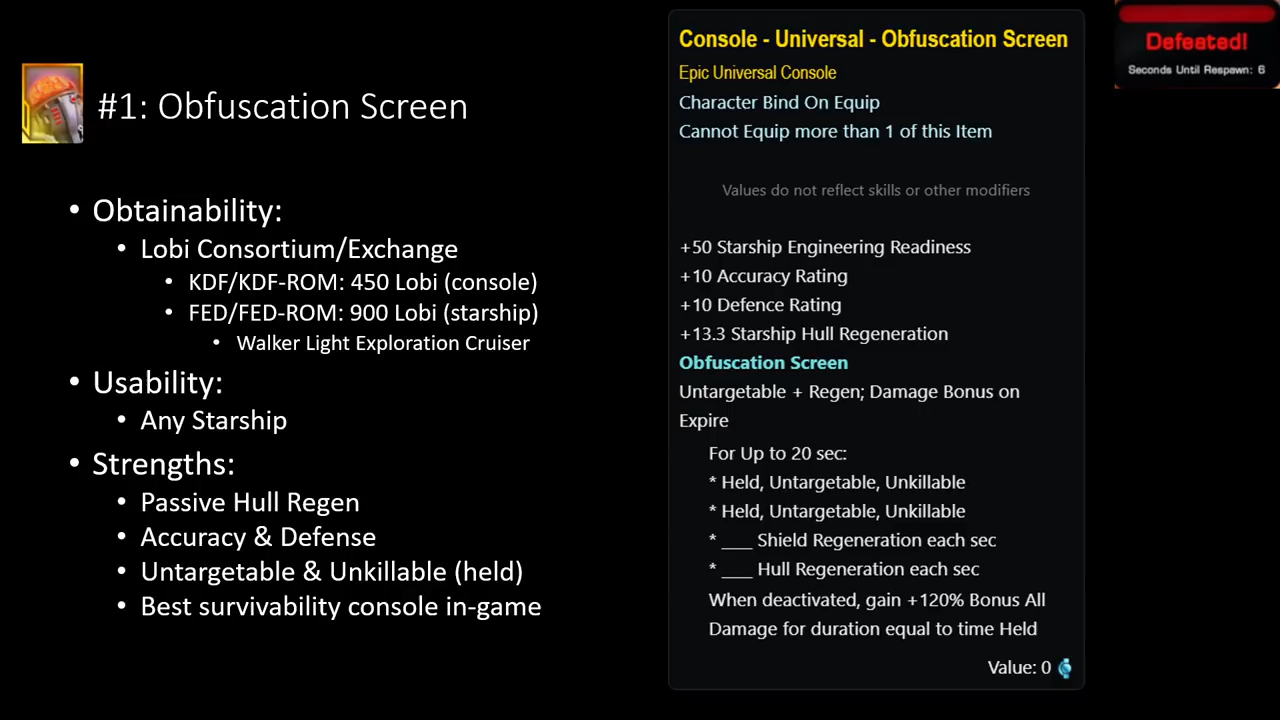 #1: Obfuscation Screen
• Obtainability:
• Lobi Consortium/Exchange
• KDF/KDF-ROM: 450 Lobi (console)
• FED/FED-ROM: 900 Lobi (starship)
• Walker Light Exploration Cruiser
• Usability:
• Any Starship
• Strengths:
• Passive Hull Regen
• Accuracy & Defense
• Untargetable & Unkillable (held)
• Best survivability console in-game
Console - Universal - Obfuscation Screen
Epic Universal Console
Character Bind On Equip
Cannot Equip more than 1 of this Item
Values do not reflect skills or other modifiers
+50 Starship Engineering Readiness
+10 Accuracy Rating
+10 Defence Rating
+13.3 Starship Hull Regeneration
Obfuscation Screen
Untargetable + Regen; Damage Bonus on
Expire
For Up to 20 sec:
* Held, Untargetable, Unkillable
* Held, Untargetable, Unkillable
* ___ Shield Regeneration each sec
* ___ Hull Regeneration each sec
When deactivated, gain +120% Bonus All
Damage for duration equal to time Held
Value: 0
Defeated!
Seconds Until Respawn: 6